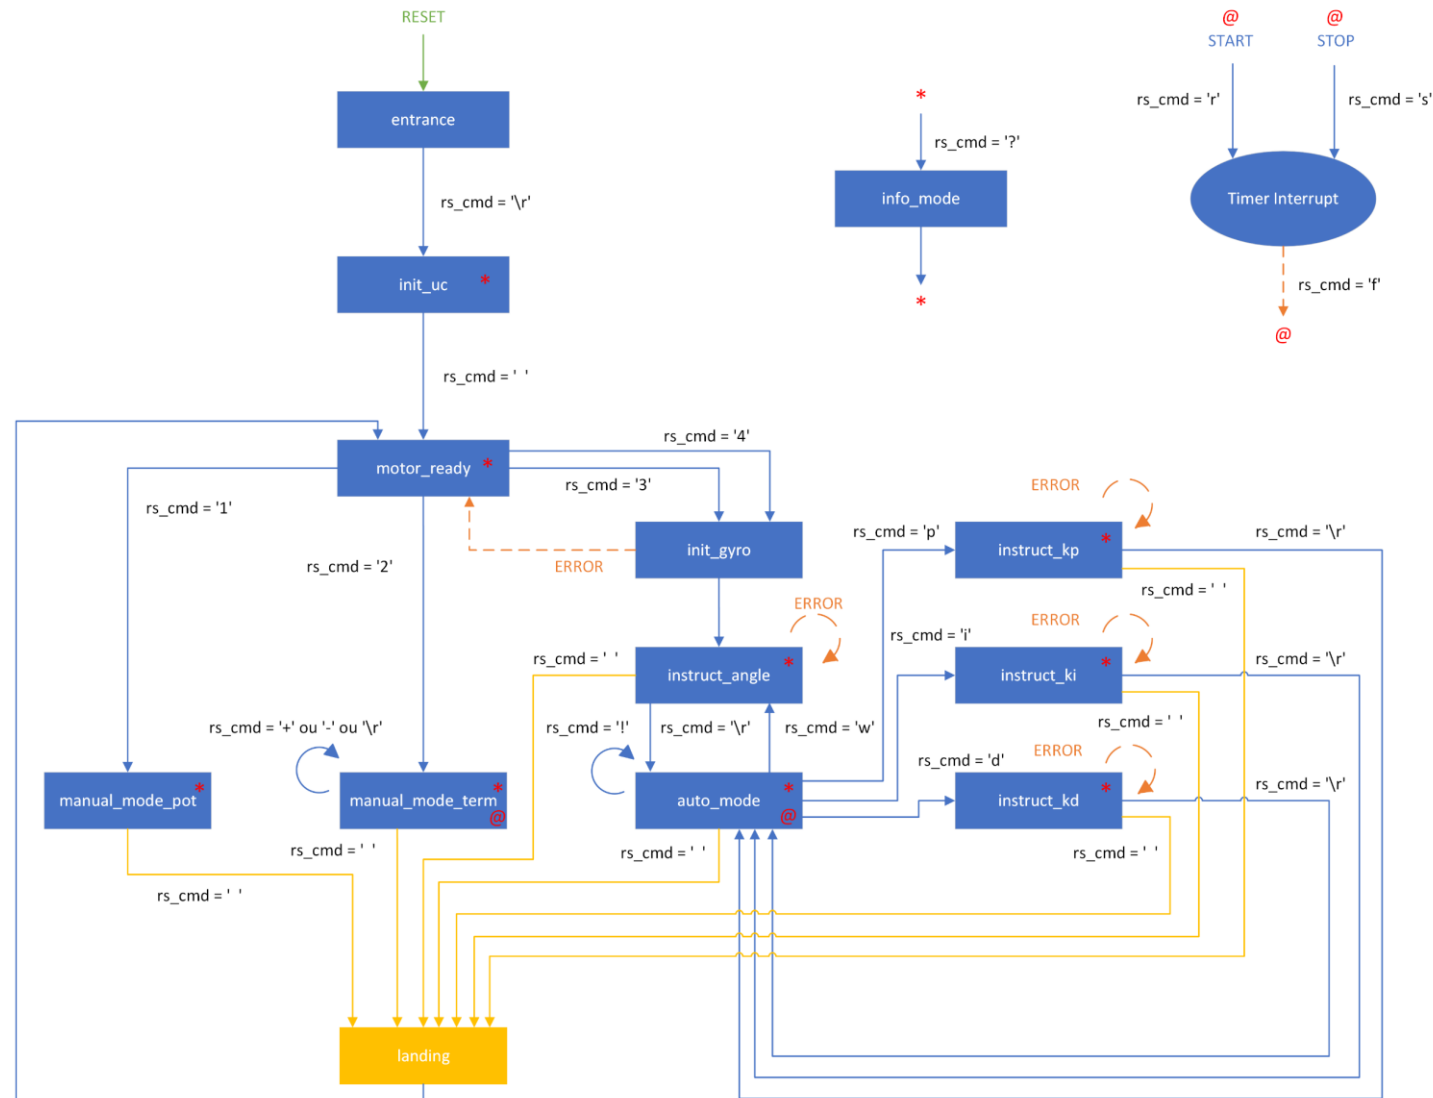 RESET
@
@
START
STOP
*
rs_cmd = 'r'
rs_cmd = 's'
entrance
rs_cmd = '?'
rs_cmd = '\r'
info_mode
Timer Interrupt
init_uc *
rs_cmd = 'f'
*
@
rs_cmd = ' '
rs_cmd = '4'
motor_ready *
rs_cmd = '3'
ERROR
rs_cmd = '1'
rs_cmd = 'p'
rs_cmd = '\r'
init_gyro
instruct_kp *
rs_cmd = '2'
ERROR
rs_cmd = ' '
ERROR
ERROR
rs_cmd = 'i'
rs_cmd = ' '
rs_cmd = '\r'
instruct_angle *
instruct_ki *
rs_cmd = '+' ou '-' ou '\r'
rs_cmd = '!'
rs_cmd = '\r'
rs_cmd = 'w'
rs_cmd = ' '
ERROR
rs_cmd = 'd'
rs_cmd = '\r'
manual_mode_pot *
manual_mode_term *
@
auto_mode *
@
instruct_kd *
rs_cmd = ' '
rs_cmd = ' '
rs_cmd = ' '
rs_cmd = ' '
landing